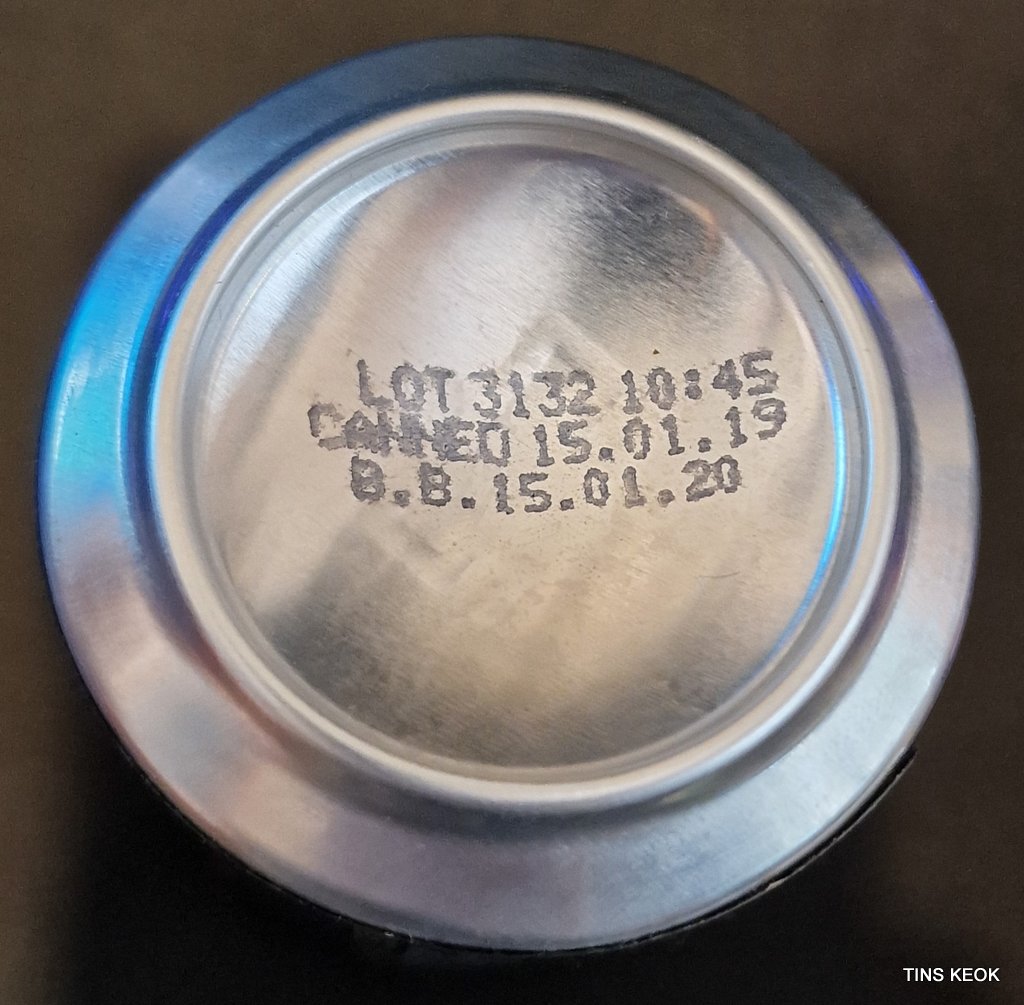 LOT 3132 10:45
CANNED 15.01.19
B.B. 15.01.20
TINS KEOK